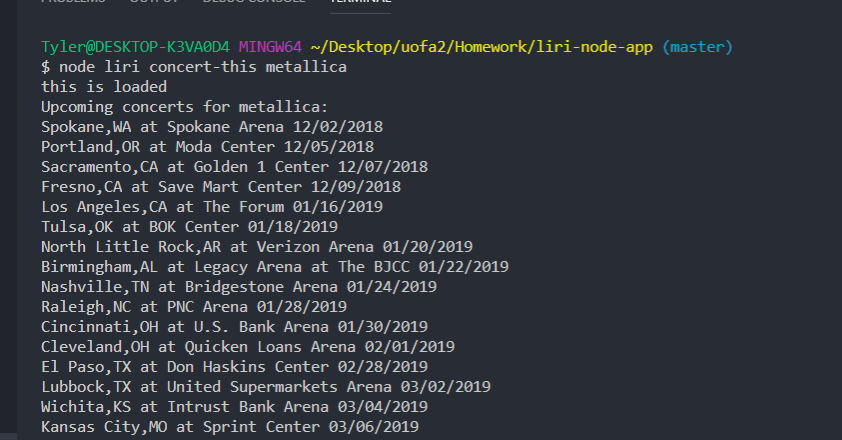 PROBLEMS OUTPUT DEBUG CONSOLE TERMINAL
Tyler@DESKTOP-K3VA0D4 MINGW64 ~/Desktop/uofa2/Homework/liri-node-app (master)
$ node liri concert-this metallica
this is loaded
Upcoming concerts for metallica:
Spokane,WA at Spokane Arena 12/02/2018
Portland,OR at Moda Center 12/05/2018
Sacramento,CA at Golden 1 Center 12/07/2018
Fresno,CA at Save Mart Center 12/09/2018
Los Angeles,CA at The Forum 01/16/2019
Tulsa,OK at BOK Center 01/18/2019
North Little Rock,AR at Verizon Arena 01/20/2019
Birmingham,AL at Legacy Arena at The BJCC 01/22/2019
Nashville,TN at Bridgestone Arena 01/24/2019
Raleigh,NC at PNC Arena 01/28/2019
Cincinnati,OH at U.S. Bank Arena 01/30/2019
Cleveland,OH at Quicken Loans Arena 02/01/2019
El Paso,TX at Don Haskins Center 02/28/2019
Lubbock,TX at United Supermarkets Arena 03/02/2019
Wichita,KS at Intrust Bank Arena 03/04/2019
Kansas City,MO at Sprint Center 03/06/2019